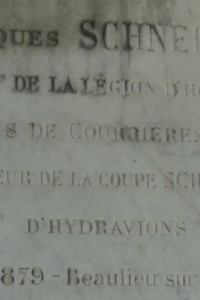 QUES SCHNE
DE LA LÉGION D'H
S DE COURRIÈRES
EUR DE LA COUPE SCH
D'HYDRAVIONS
879 - BEAULIEU-SUR